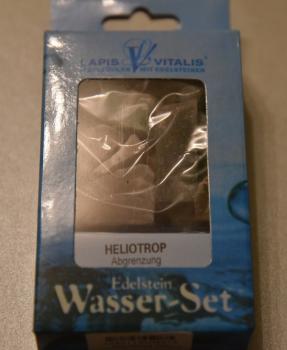 LAPIS VITALIS
HELIOTROP
Abgrenzung
Edelstein
Wasser-Set